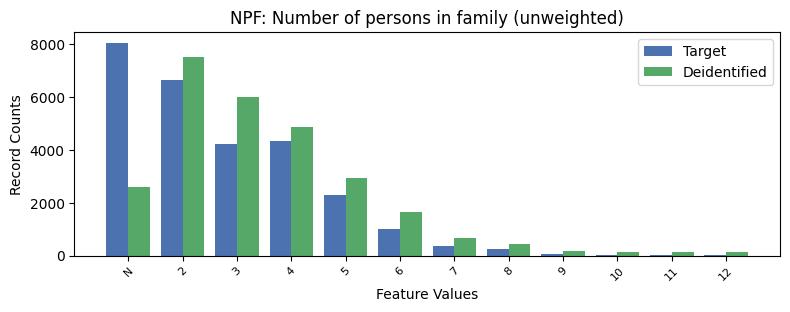 NPF: Number of persons in family (unweighted)
Target
Deidentified
8000
6000
4000
2000
0
Record Counts
N 2 3 4 5 6 7 8 9 10 11 12
Feature Values